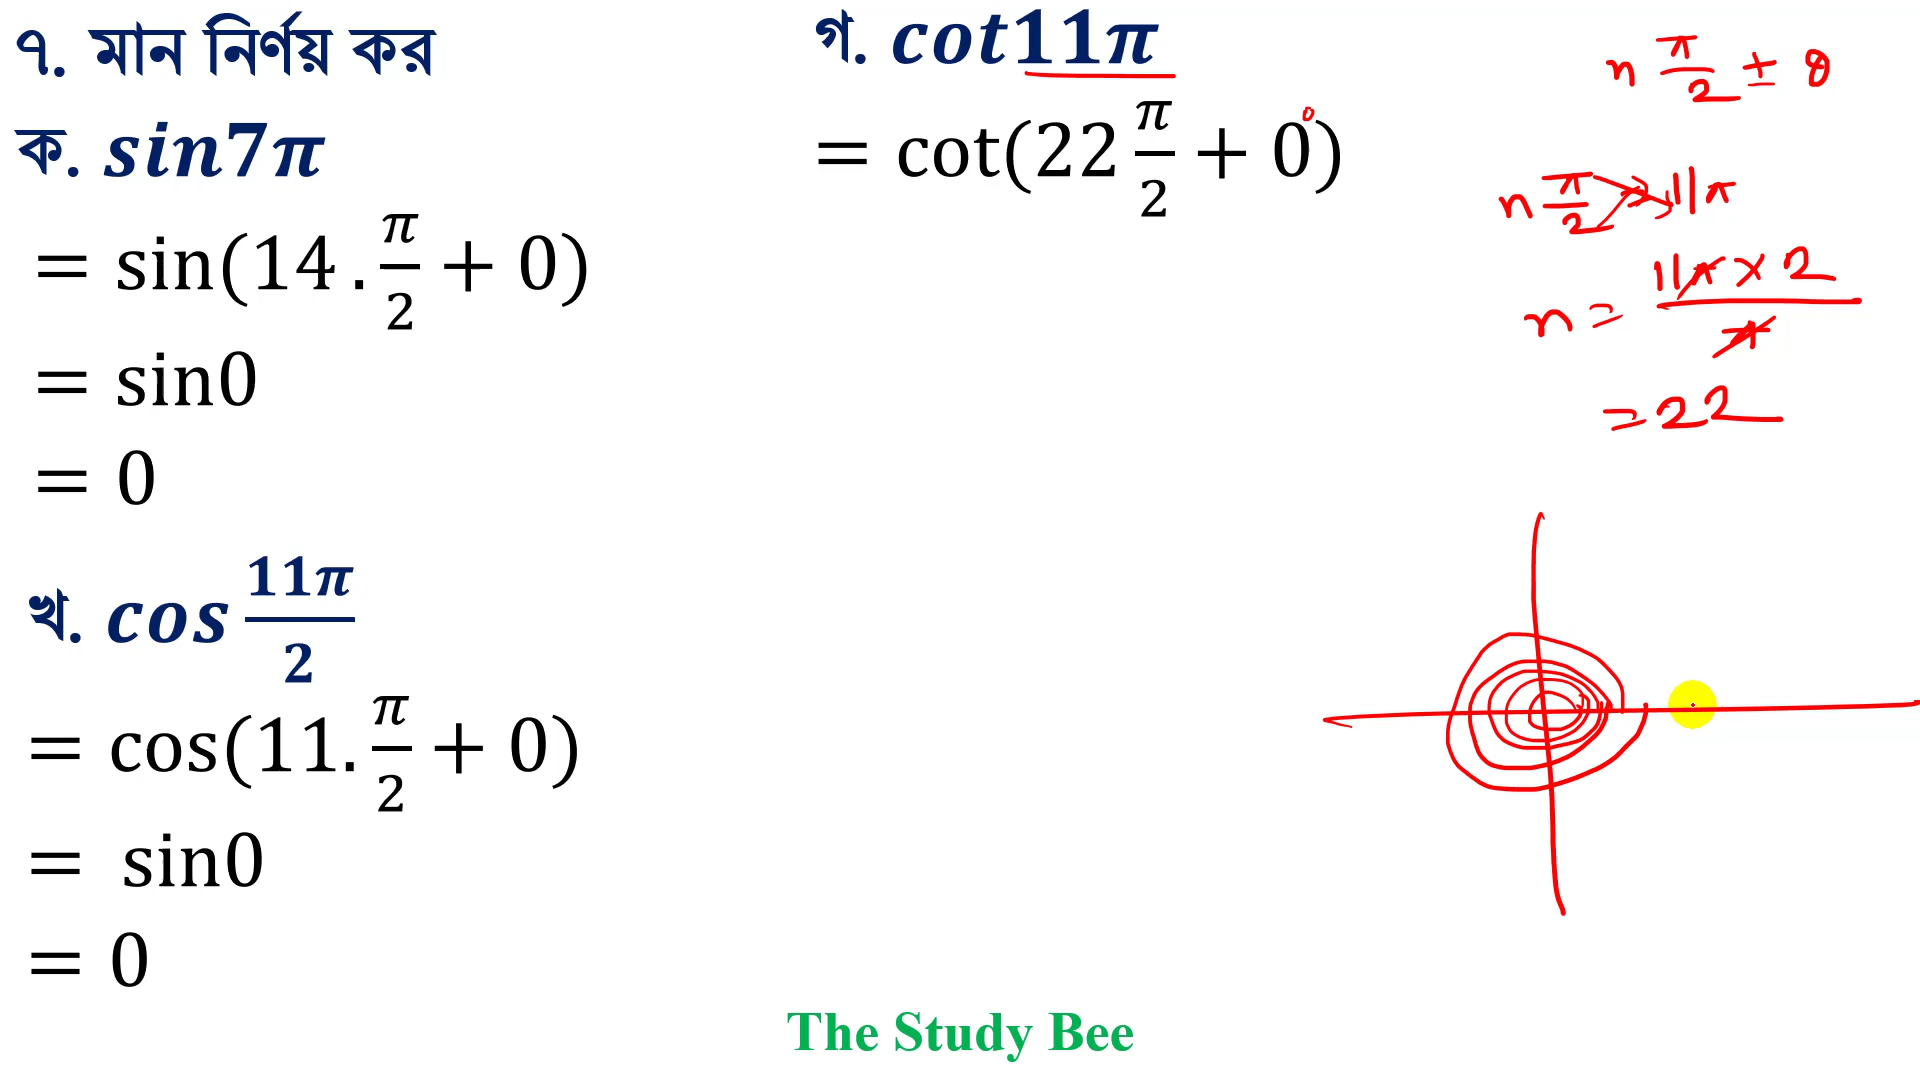 ৭. মান নির্ণয় কর
ক. sin7π
= sin(14 . π/2 + 0)
= sin0
= 0
খ. cos 11π/2
= cos(11. π/2 + 0)
= sin0
= 0
গ. cot11π
= cot(22 π/2 + 0°)
n π/2 ± θ
n π/2 = 11π
n = 11π × 2 / π
= 22
The Study Bee